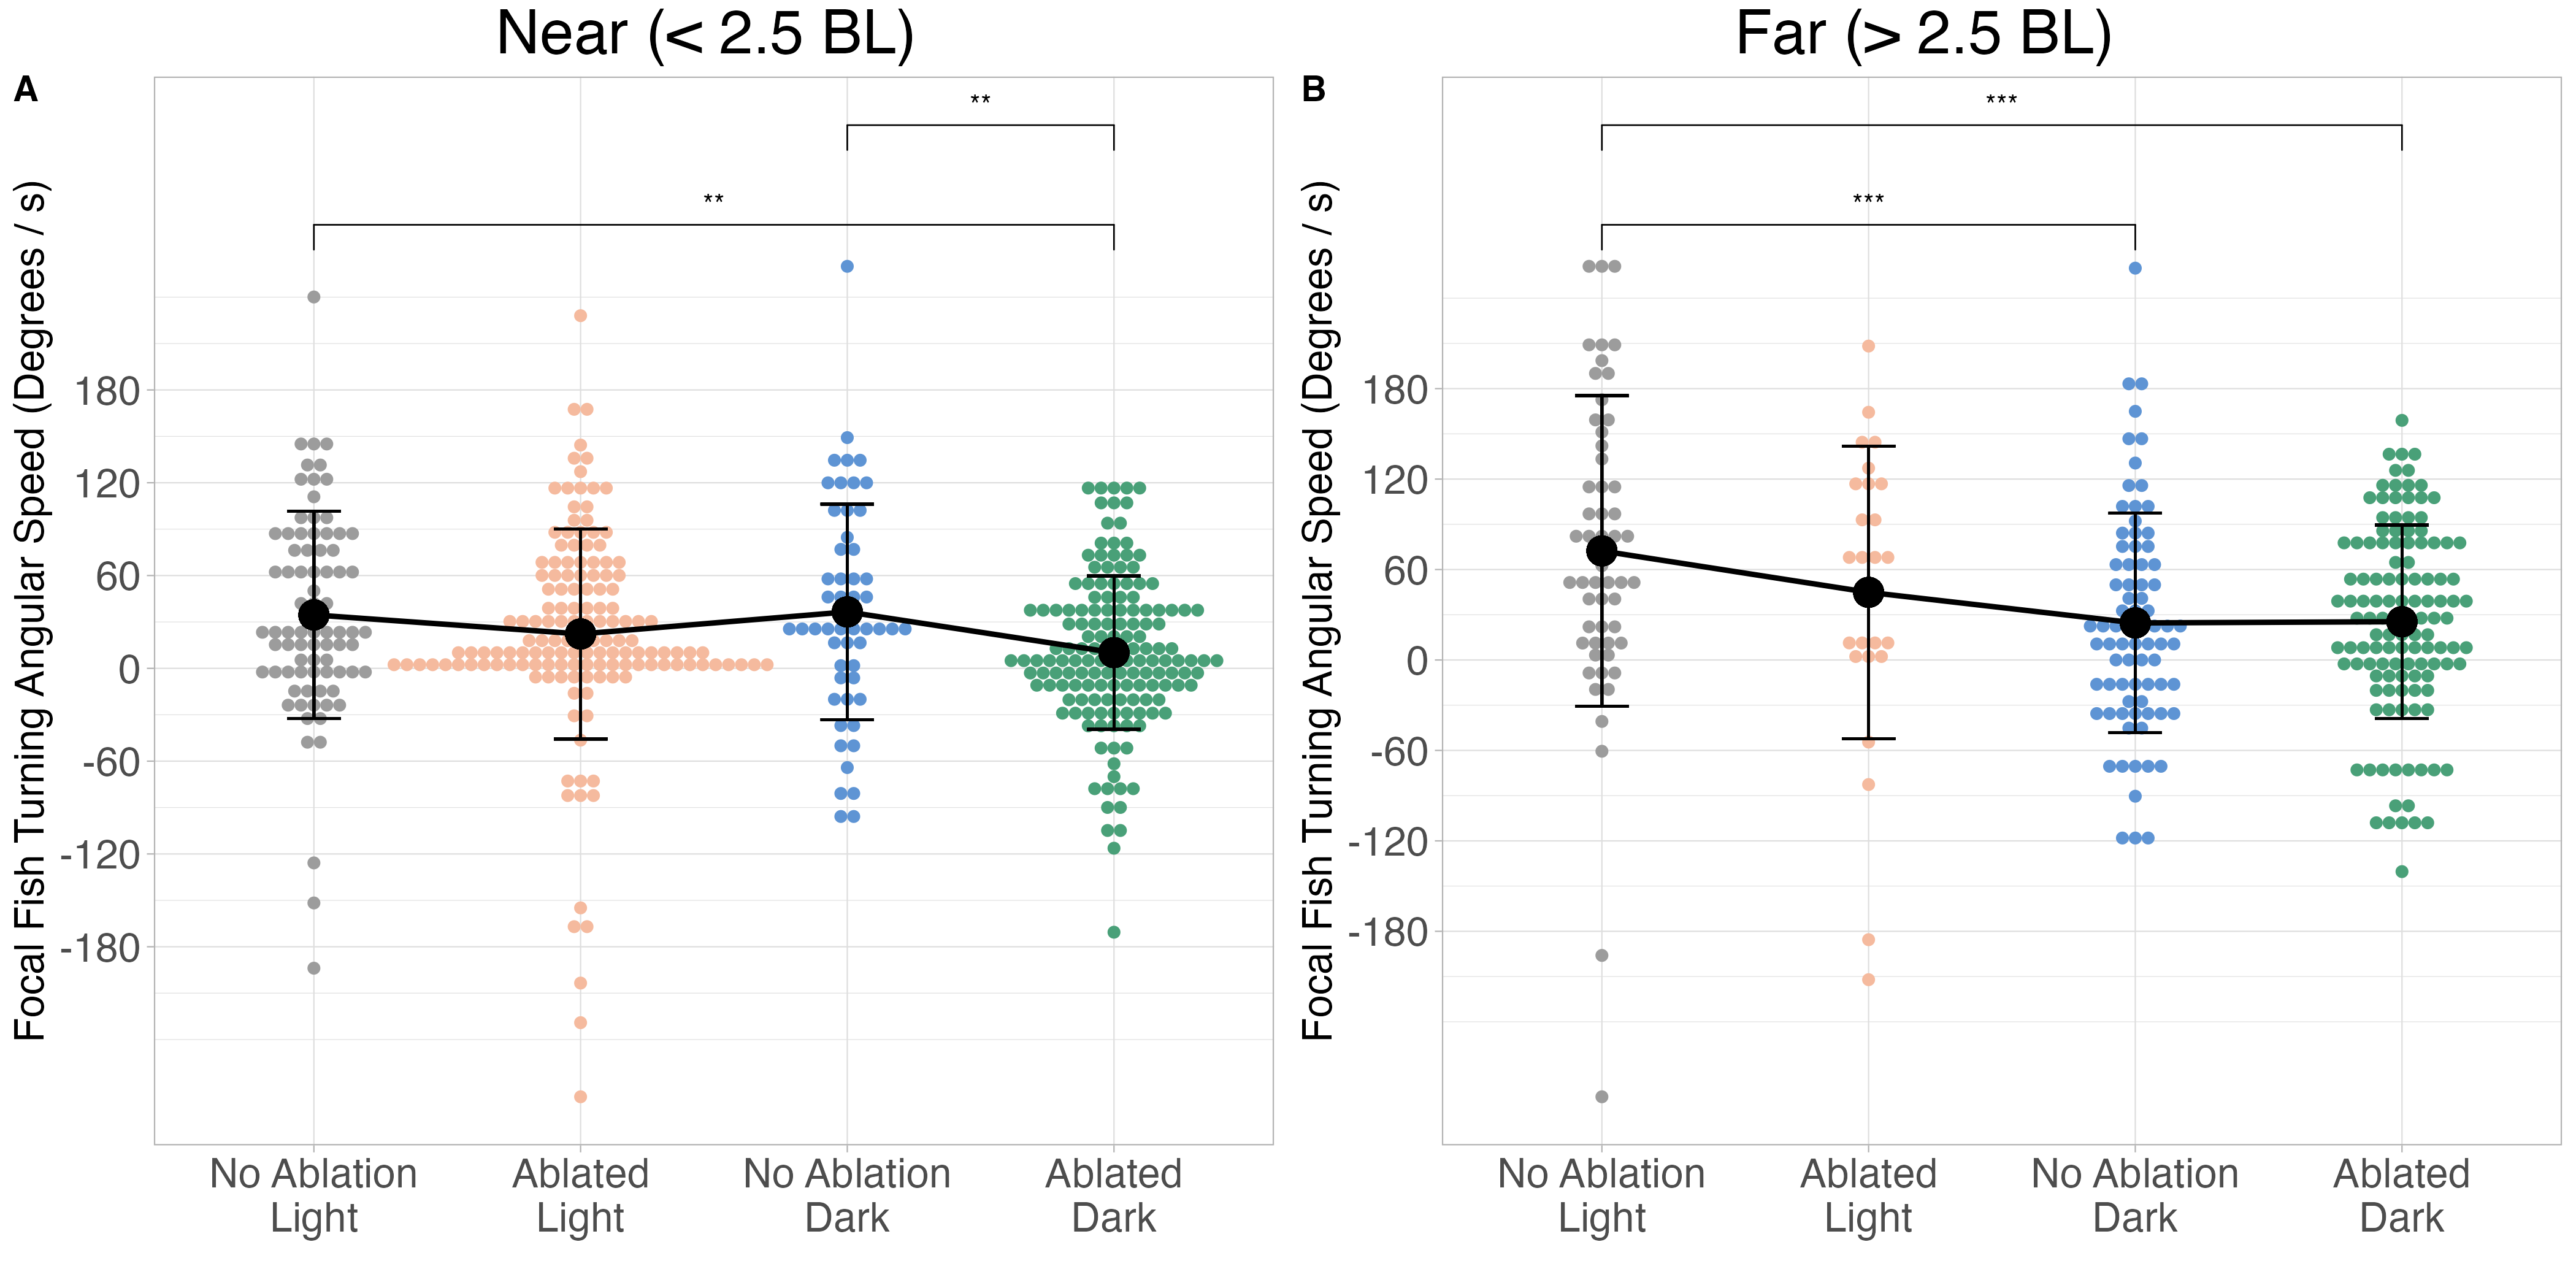 Near (< 2.5 BL)
A
**
**
Focal Fish Turning Angular Speed (Degrees / s)
180
120
60
0
-60
-120
-180
No Ablation
Light
Ablated
Light
No Ablation
Dark
Ablated
Dark
Far (> 2.5 BL)
B
***
***
Focal Fish Turning Angular Speed (Degrees / s)
180
120
60
0
-60
-120
-180
No Ablation
Light
Ablated
Light
No Ablation
Dark
Ablated
Dark